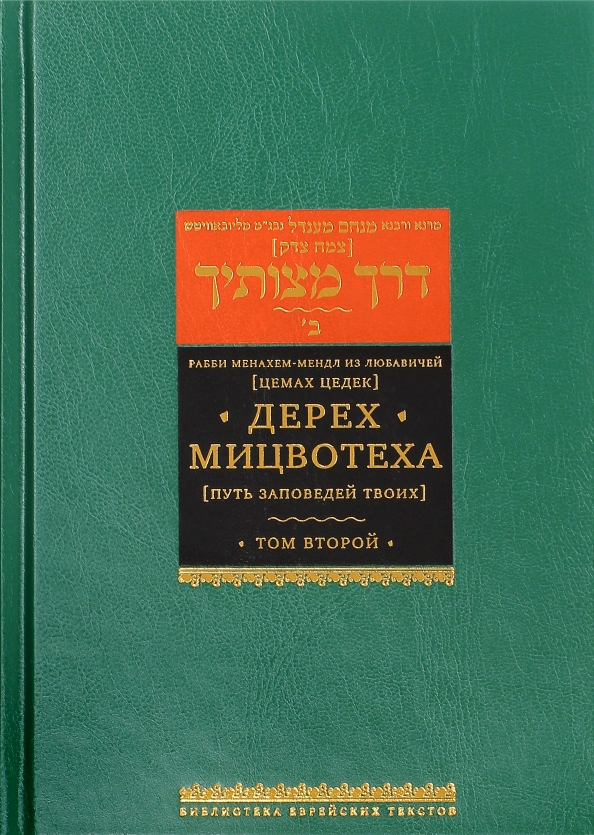 מרנא ורבנא מנחם מענדל נבג״מ מליובאוויטש
[צמח צדק]
דרך מצותיך
ב׳
РАББИ МЕНАХЕМ-МЕНДЛ ИЗ ЛЮБАВИЧЕЙ
[ЦЕМАХ ЦЕДЕК]
· ДЕРЕХ ·
МИЦВОТЕХА
[ПУТЬ ЗАПОВЕДЕЙ ТВОИХ]
· ТОМ ВТОРОЙ ·
БИБЛИОТЕКА ЕВРЕЙСКИХ ТЕКСТОВ